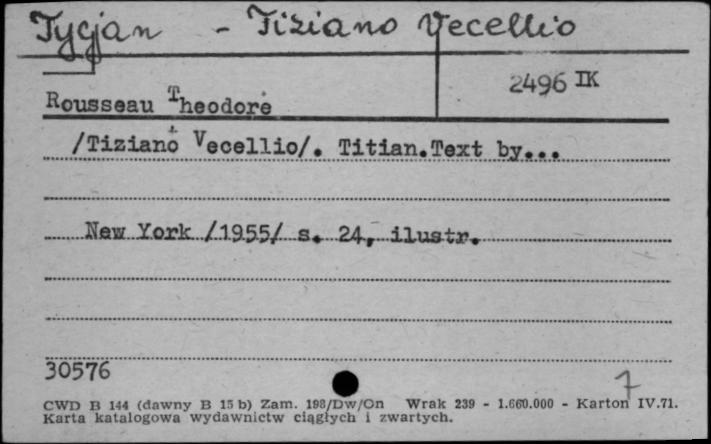 Tycjan - Tiziano Vecellio
2496 IK
Rousseau Theodore
/Tiziano Vecellio/. Titian.Text by...
New York /1955/ s. 24, ilustr.
30576
7
CWD B 144 (dawny B 15 b) Zam. 198/Dw/On Wrak 239 - 1.660.000 - Karton IV.71.
Karta katalogowa wydawnictw ciągłych i zwartych.